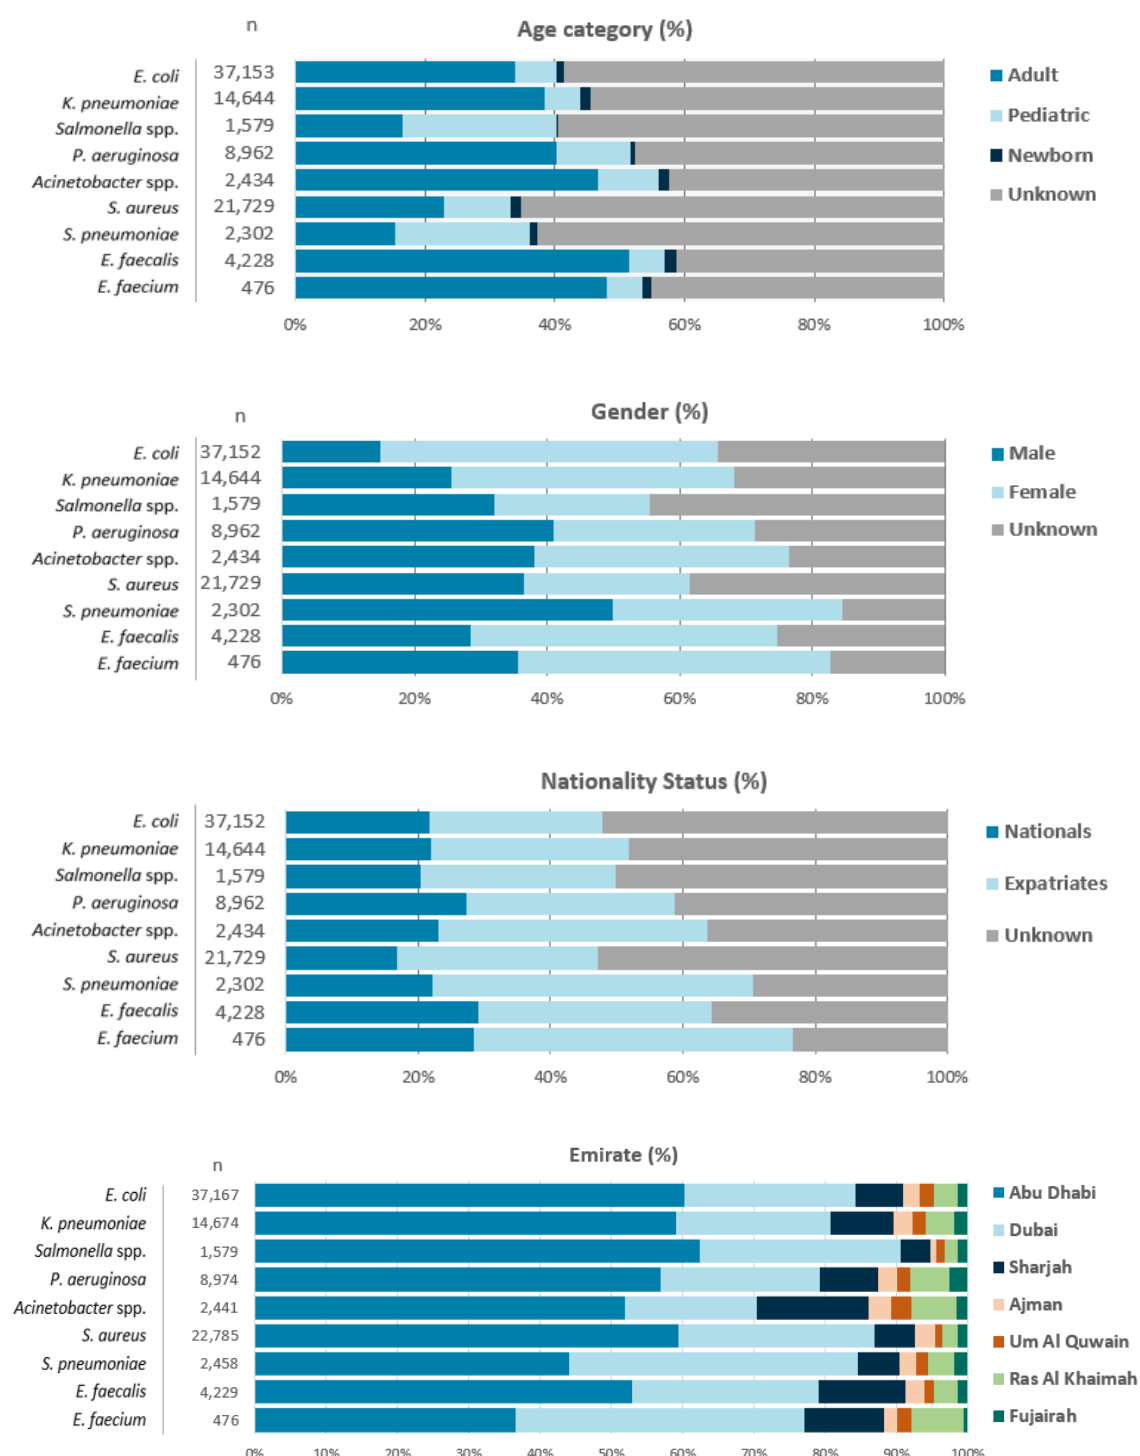 n
Age category (%)
E. coli 37,153
K. pneumoniae 14,644
Salmonella spp. 1,579
P. aeruginosa 8,962
Acinetobacter spp. 2,434
S. aureus 21,729
S. pneumoniae 2,302
E. faecalis 4,228
E. faecium 476
0% 20% 40% 60% 80% 100%
Adult
Pediatric
Newborn
Unknown
n
Gender (%)
E. coli 37,152
K. pneumoniae 14,644
Salmonella spp. 1,579
P. aeruginosa 8,962
Acinetobacter spp. 2,434
S. aureus 21,729
S. pneumoniae 2,302
E. faecalis 4,228
E. faecium 476
0% 20% 40% 60% 80% 100%
Male
Female
Unknown
Nationality Status (%)
E. coli 37,152
K. pneumoniae 14,644
Salmonella spp. 1,579
P. aeruginosa 8,962
Acinetobacter spp. 2,434
S. aureus 21,729
S. pneumoniae 2,302
E. faecalis 4,228
E. faecium 476
0% 20% 40% 60% 80% 100%
Nationals
Expatriates
Unknown
n
Emirate (%)
E. coli 37,167
K. pneumoniae 14,674
Salmonella spp. 1,579
P. aeruginosa 8,974
Acinetobacter spp. 2,441
S. aureus 22,785
S. pneumoniae 2,458
E. faecalis 4,229
E. faecium 476
0% 10% 20% 30% 40% 50% 60% 70% 80% 90% 100%
Abu Dhabi
Dubai
Sharjah
Ajman
Um Al Quwain
Ras Al Khaimah
Fujairah